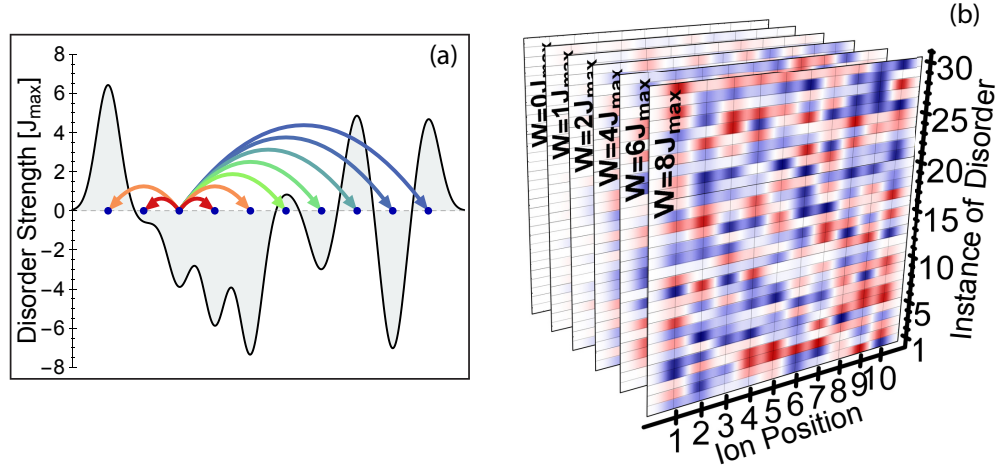 (a)
Disorder Strength [Jmax]
8
6
4
2
0
−2
−4
−6
−8
(b)
W=0Jmax
W=1Jmax
W=2Jmax
W=4Jmax
W=6Jmax
W=8Jmax
30
25
20
15
10
5
1
Instance of Disorder
1 2 3 4 5 6 7 8 9 10
Ion Position